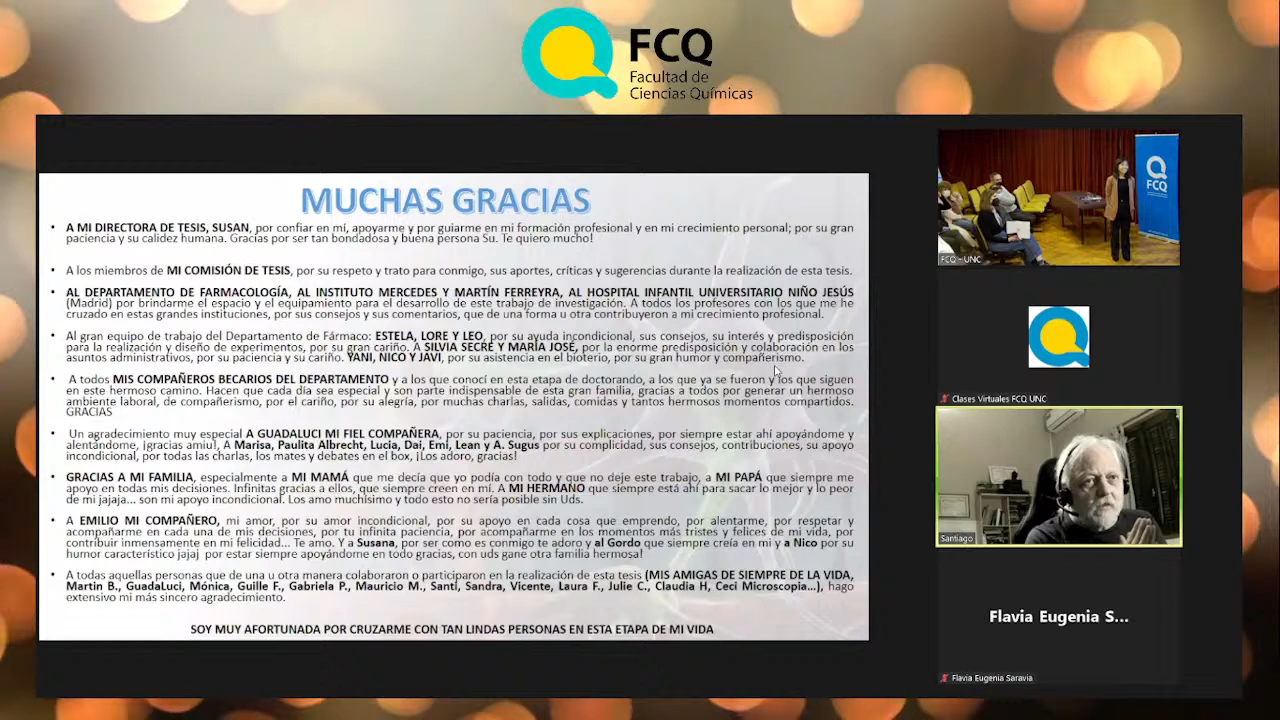 FCQ
Facultad de
Ciencias Químicas
MUCHAS GRACIAS
• A MI DIRECTORA DE TESIS, SUSAN, por confiar en mí, apoyarme y por guiarme en mi formación profesional y en mi crecimiento personal; por su gran
paciencia y su calidez humana. Gracias por ser tan bondadosa y buena persona Su. Te quiero mucho!
• A los miembros de MI COMISIÓN DE TESIS, por su respeto y trato para conmigo, sus aportes, críticas y sugerencias durante la realización de esta tesis.
• AL DEPARTAMENTO DE FARMACOLOGÍA, AL INSTITUTO MERCEDES Y MARTÍN FERREYRA, AL HOSPITAL INFANTIL UNIVERSITARIO NIÑO JESÚS
(Madrid) por brindarme el espacio y el equipamiento para el desarrollo de este trabajo de investigación. A todos los profesores con los que me he
cruzado en estas grandes instituciones, por sus consejos y sus comentarios, que de una forma u otra contribuyeron a mi crecimiento profesional.
• Al gran equipo de trabajo del Departamento de Fármaco: ESTELA, LORE Y LEO, por su ayuda incondicional, sus consejos, su interés y predisposición
para la realización y diseño de experimentos, por su gran cariño. A SILVIA SECRE Y MARÍA JOSÉ, por la enorme predisposición y colaboración en los
asuntos administrativos, por su paciencia y su cariño. YANI, NICO Y JAVI, por su asistencia en el bioterio, por su gran humor y compañerismo.
• A todos MIS COMPAÑEROS BECARIOS DEL DEPARTAMENTO y a los que conocí en esta etapa de doctorando, a los que ya se fueron y los que siguen
en este hermoso camino. Hacen que cada día sea especial y son parte indispensable de esta gran familia, gracias a todos por generar un hermoso
ambiente laboral, de compañerismo, por el cariño, por su alegría, por muchas charlas, salidas, comidas y tantos hermosos momentos compartidos.
GRACIAS
• Un agradecimiento muy especial A GUADALUCI MI FIEL COMPAÑERA, por su paciencia, por sus explicaciones, por siempre estar ahí apoyándome y
alentándome, ¡gracias amiu!, A Marisa, Paulita Albrecht, Lucia, Dai, Emi, Lean y A. Sugus por su complicidad, sus consejos, contribuciones, su apoyo
incondicional, por todas las charlas, los mates y debates en el box, ¡Los adoro, gracias!
• GRACIAS A MI FAMILIA, especialmente a MI MAMÁ que me decía que yo podía con todo y que no deje este trabajo, a MI PAPÁ que siempre me
apoyo en todas mis decisiones. Infinitas gracias a ellos, que siempre creen en mí. A MI HERMANO que siempre está ahí para sacar lo mejor y lo peor
de mi jajaja... son mi apoyo incondicional. Los amo muchísimo y todo esto no sería posible sin Uds.
• A EMILIO MI COMPAÑERO, mi amor, por su amor incondicional, por su apoyo en cada cosa que emprendo, por alentarme, por respetar y
acompañarme en cada una de mis decisiones, por tu infinita paciencia, por acompañarme en los momentos más tristes y felices de mi vida, por
contribuir inmensamente en mi felicidad... Te amo. Y a Susana, por ser como es conmigo te adoro y al Gordo que siempre creía en mi y a Nico por su
humor característico jajaj por estar siempre apoyándome en todo gracias, con uds gane otra familia hermosa!
• A todas aquellas personas que de una u otra manera colaboraron o participaron en la realización de esta tesis (MIS AMIGAS DE SIEMPRE DE LA VIDA,
Martin B., GuadaLuci, Mónica, Guille F., Gabriela P., Mauricio M., Santi, Sandra, Vicente, Laura F., Julie C., Claudia H, Ceci Microscopia...), hago
extensivo mi más sincero agradecimiento.
SOY MUY AFORTUNADA POR CRUZARME CON TAN LINDAS PERSONAS EN ESTA ETAPA DE MI VIDA
FCQ
FCQ - UNC
Clases Virtuales FCQ UNC
Santiago
Flavia Eugenia S...
Flavia Eugenia Saravia